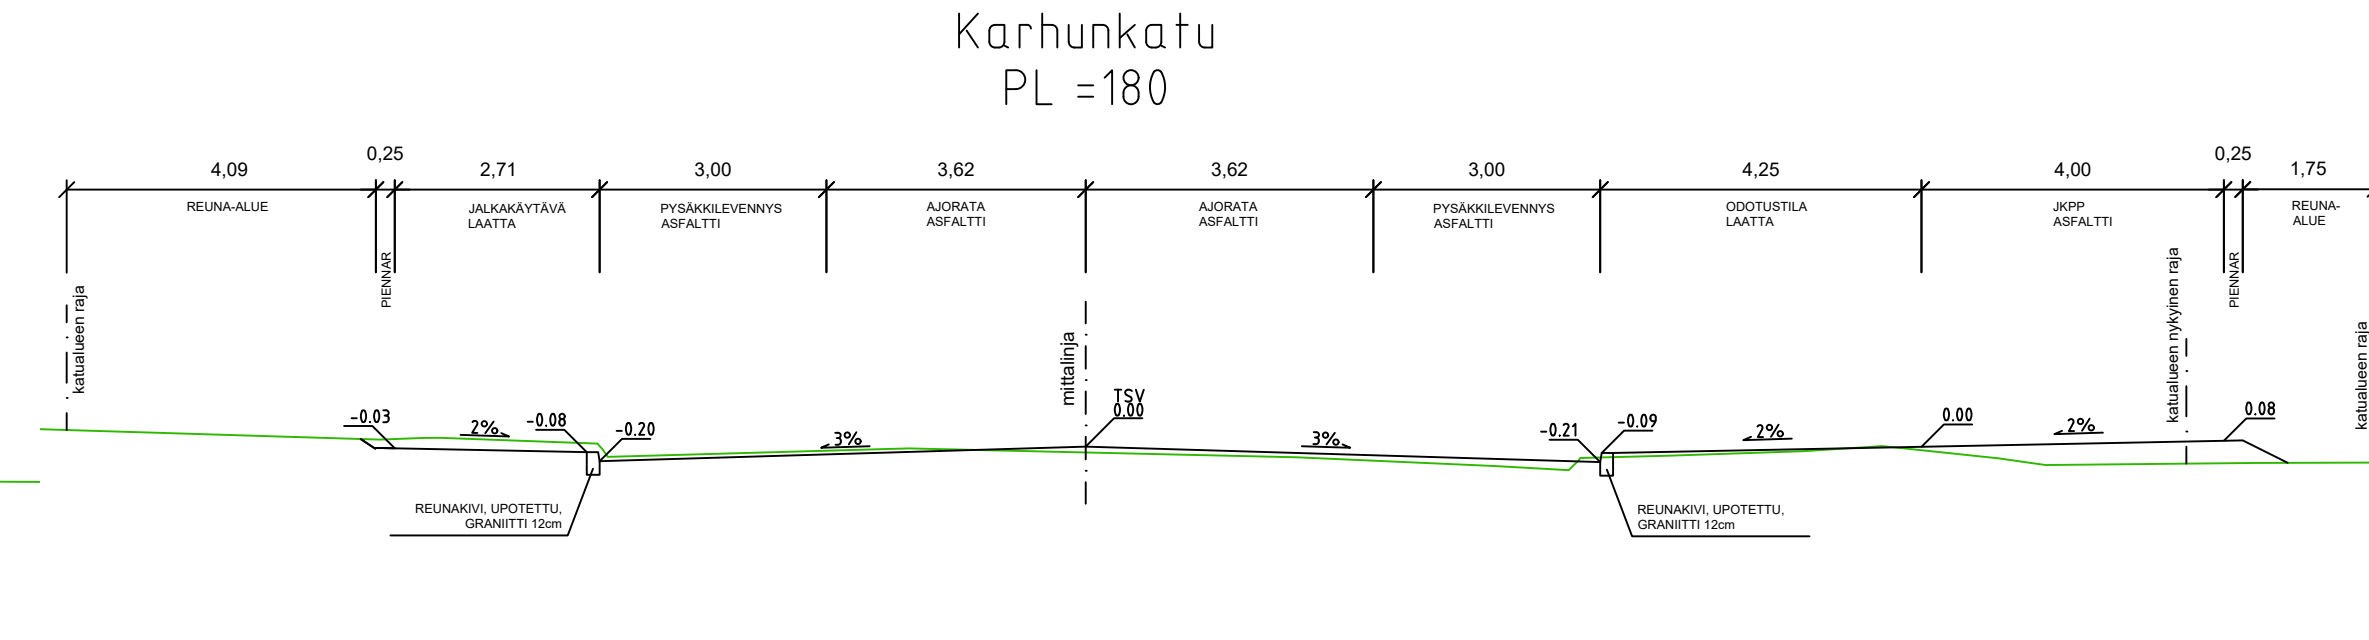 Karhunkatu
PL =180
4,09
0,25
2,71
3,00
3,62
3,62
3,00
4,25
4,00
0,25
1,75
REUNA-ALUE
PIENNAR
JALKAKÄYTÄVÄ
LAATTA
PYSÄKKILEVENNYS
ASFALTTI
AJORATA
ASFALTTI
AJORATA
ASFALTTI
PYSÄKKILEVENNYS
ASFALTTI
ODOTUSTILA
LAATTA
JKPP
ASFALTTI
PIENNAR
REUNA-
ALUE
katualueen raja
mittalinja
katualueen nykyinen raja
katualueen raja
-0.03
2%
-0.08
-0.20
3%
TSV
0.00
3%
-0.21
-0.09
2%
0.00
2%
0.08
REUNAKIVI, UPOTETTU,
GRANIITTI 12cm
REUNAKIVI, UPOTETTU,
GRANIITTI 12cm